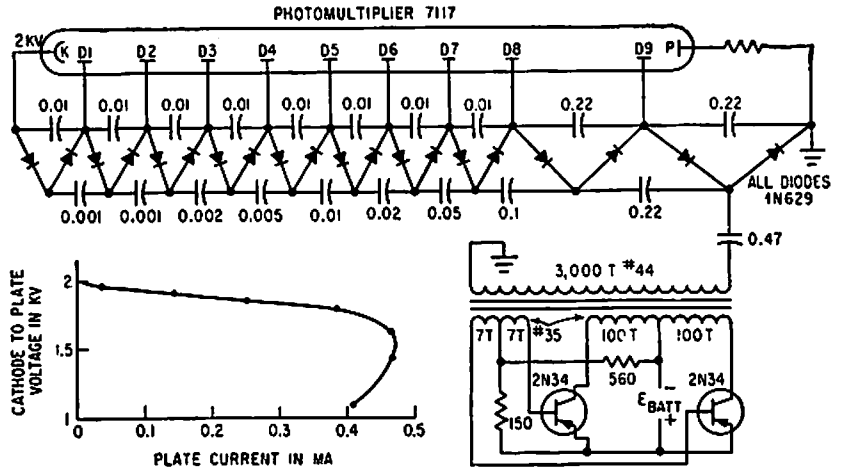 PHOTOMULTIPLIER 7117
2KV
K D1 D2 D3 D4 D5 D6 D7 D8 D9 P
0.01 0.01 0.01 0.01 0.01 0.01 0.01 0.01 0.22 0.22
0.001 0.001 0.002 0.005 0.01 0.02 0.05 0.1 0.22
ALL DIODES
1N629
0.47
3,000 T #44
7T 7T #35 100T 100T
560
2N34 2N34
150
EBATT
- +
CATHODE TO PLATE
VOLTAGE IN KV
2
1.5
1
0 0.1 0.2 0.3 0.4 0.5
PLATE CURRENT IN MA